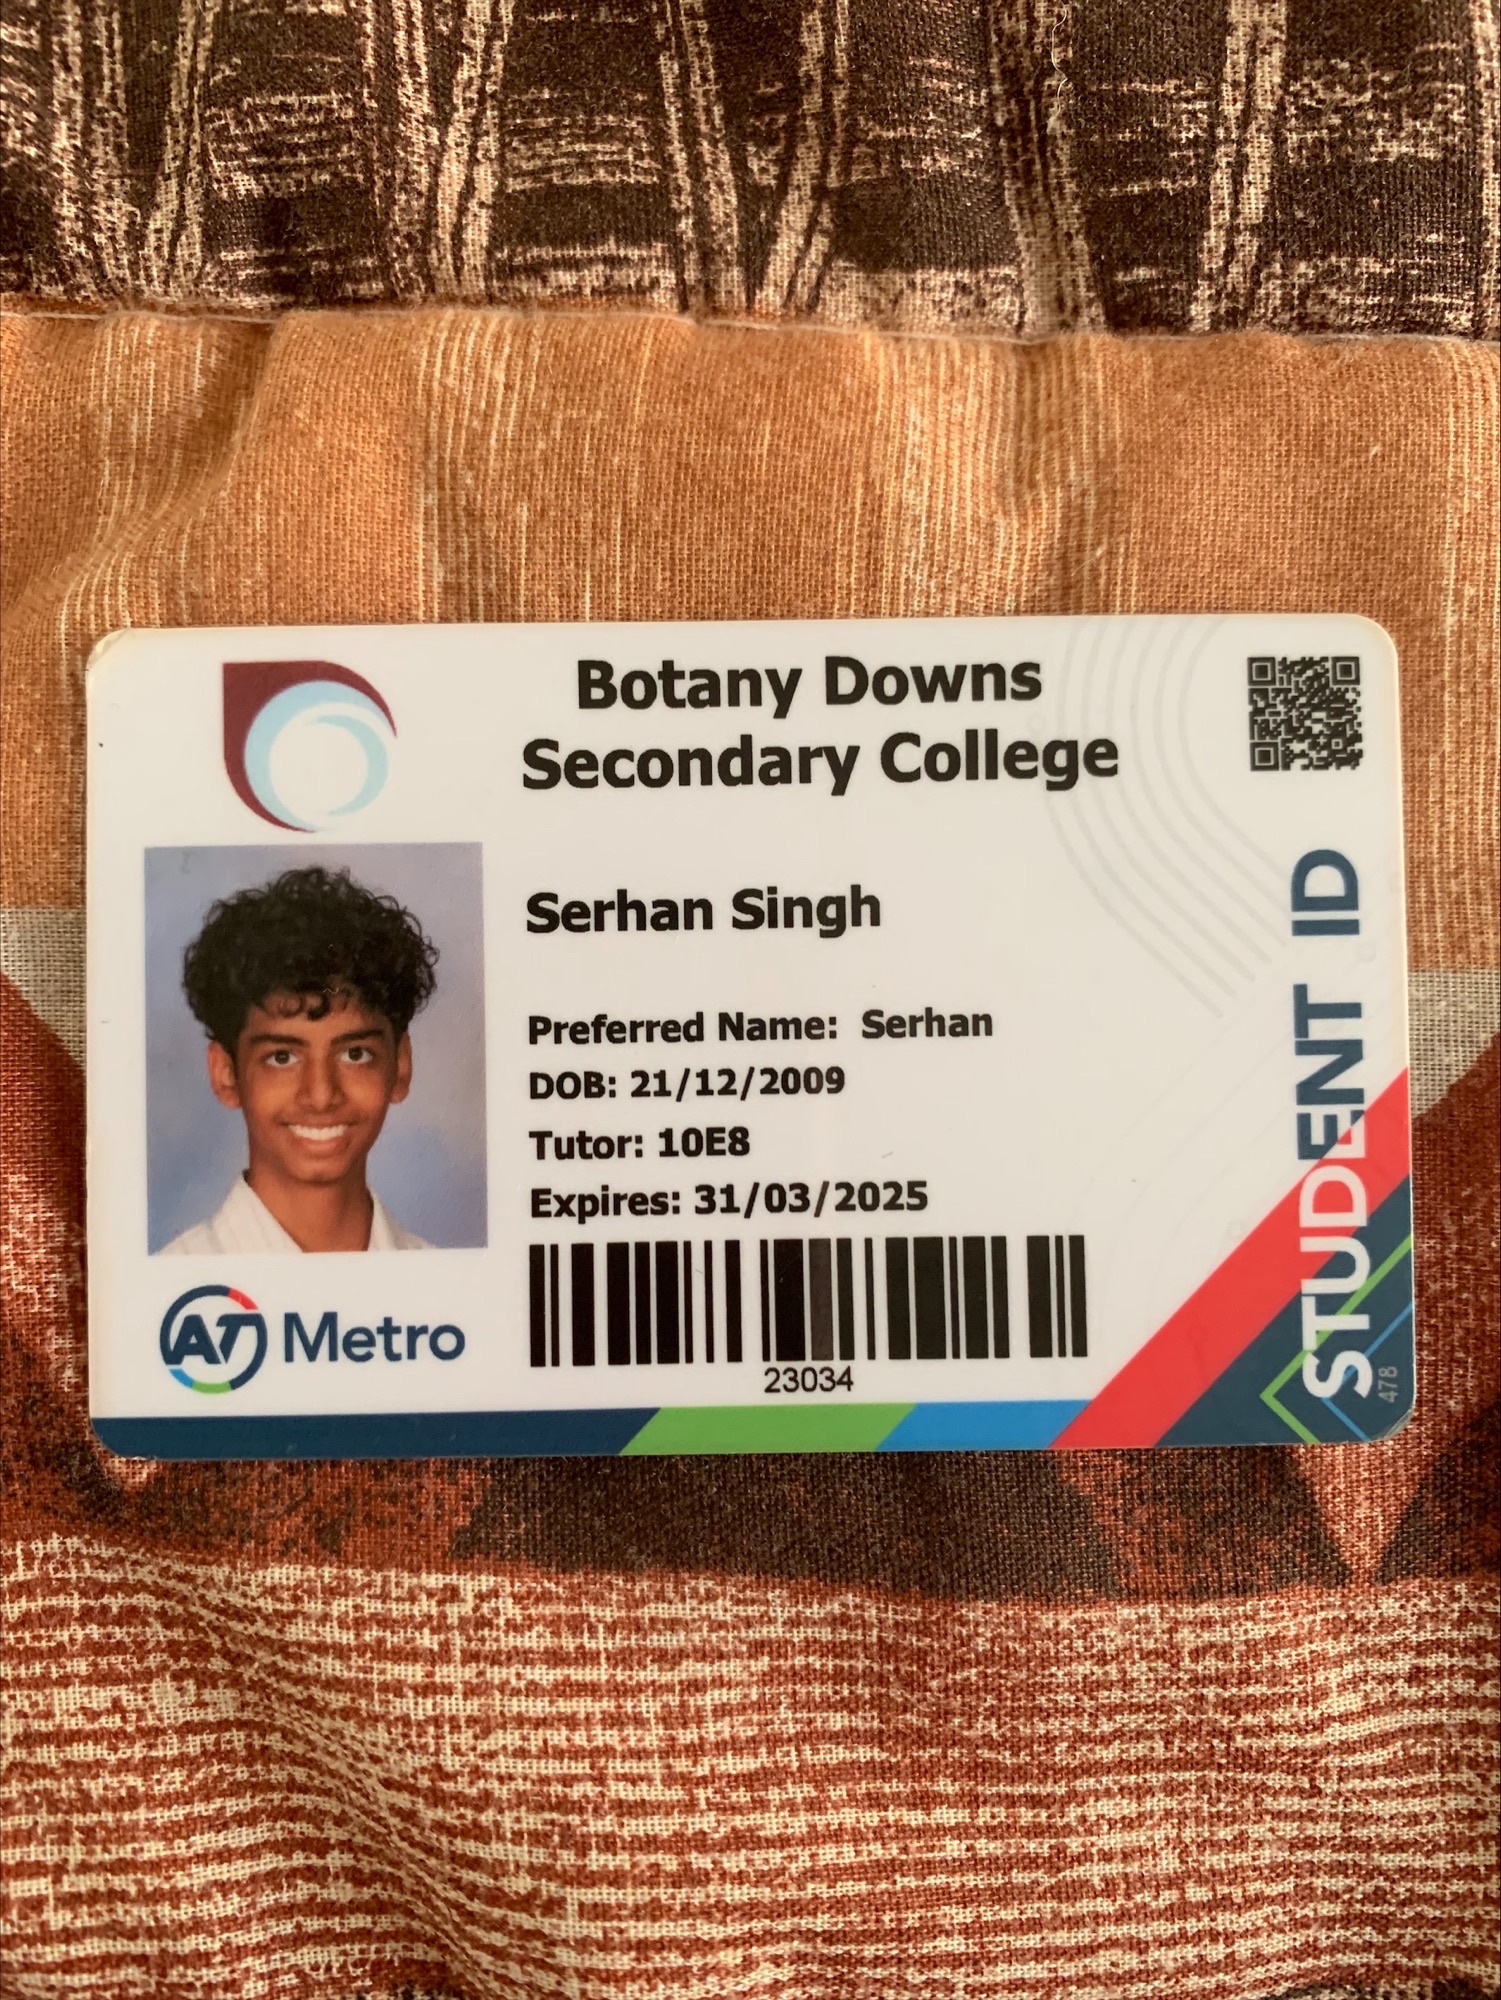 Botany Downs
Secondary College
Serhan Singh
Preferred Name: Serhan
DOB: 21/12/2009
Tutor: 10E8
Expires: 31/03/2025
23034
AT Metro
STUDENT ID
478